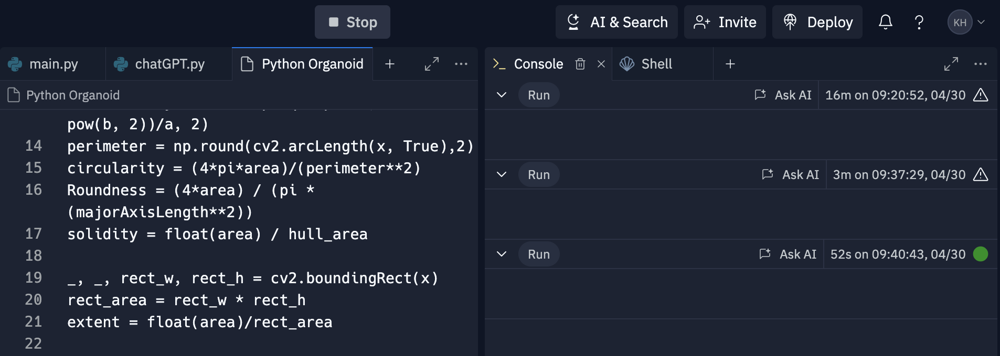 Stop
AI & Search
Invite
Deploy
?
KH
main.py
chatGPT.py
Python Organoid
+
Console
Shell
+
Python Organoid
pow(b, 2))/a, 2)
14 perimeter = np.round(cv2.arcLength(x, True),2)
15 circularity = (4*pi*area)/(perimeter**2)
16 Roundness = (4*area) / (pi *
(majorAxisLength**2))
17 solidity = float(area) / hull_area
18
19 _, _, rect_w, rect_h = cv2.boundingRect(x)
20 rect_area = rect_w * rect_h
21 extent = float(area)/rect_area
22
Run
Ask AI
16m on 09:20:52, 04/30
Run
Ask AI
3m on 09:37:29, 04/30
Run
Ask AI
52s on 09:40:43, 04/30